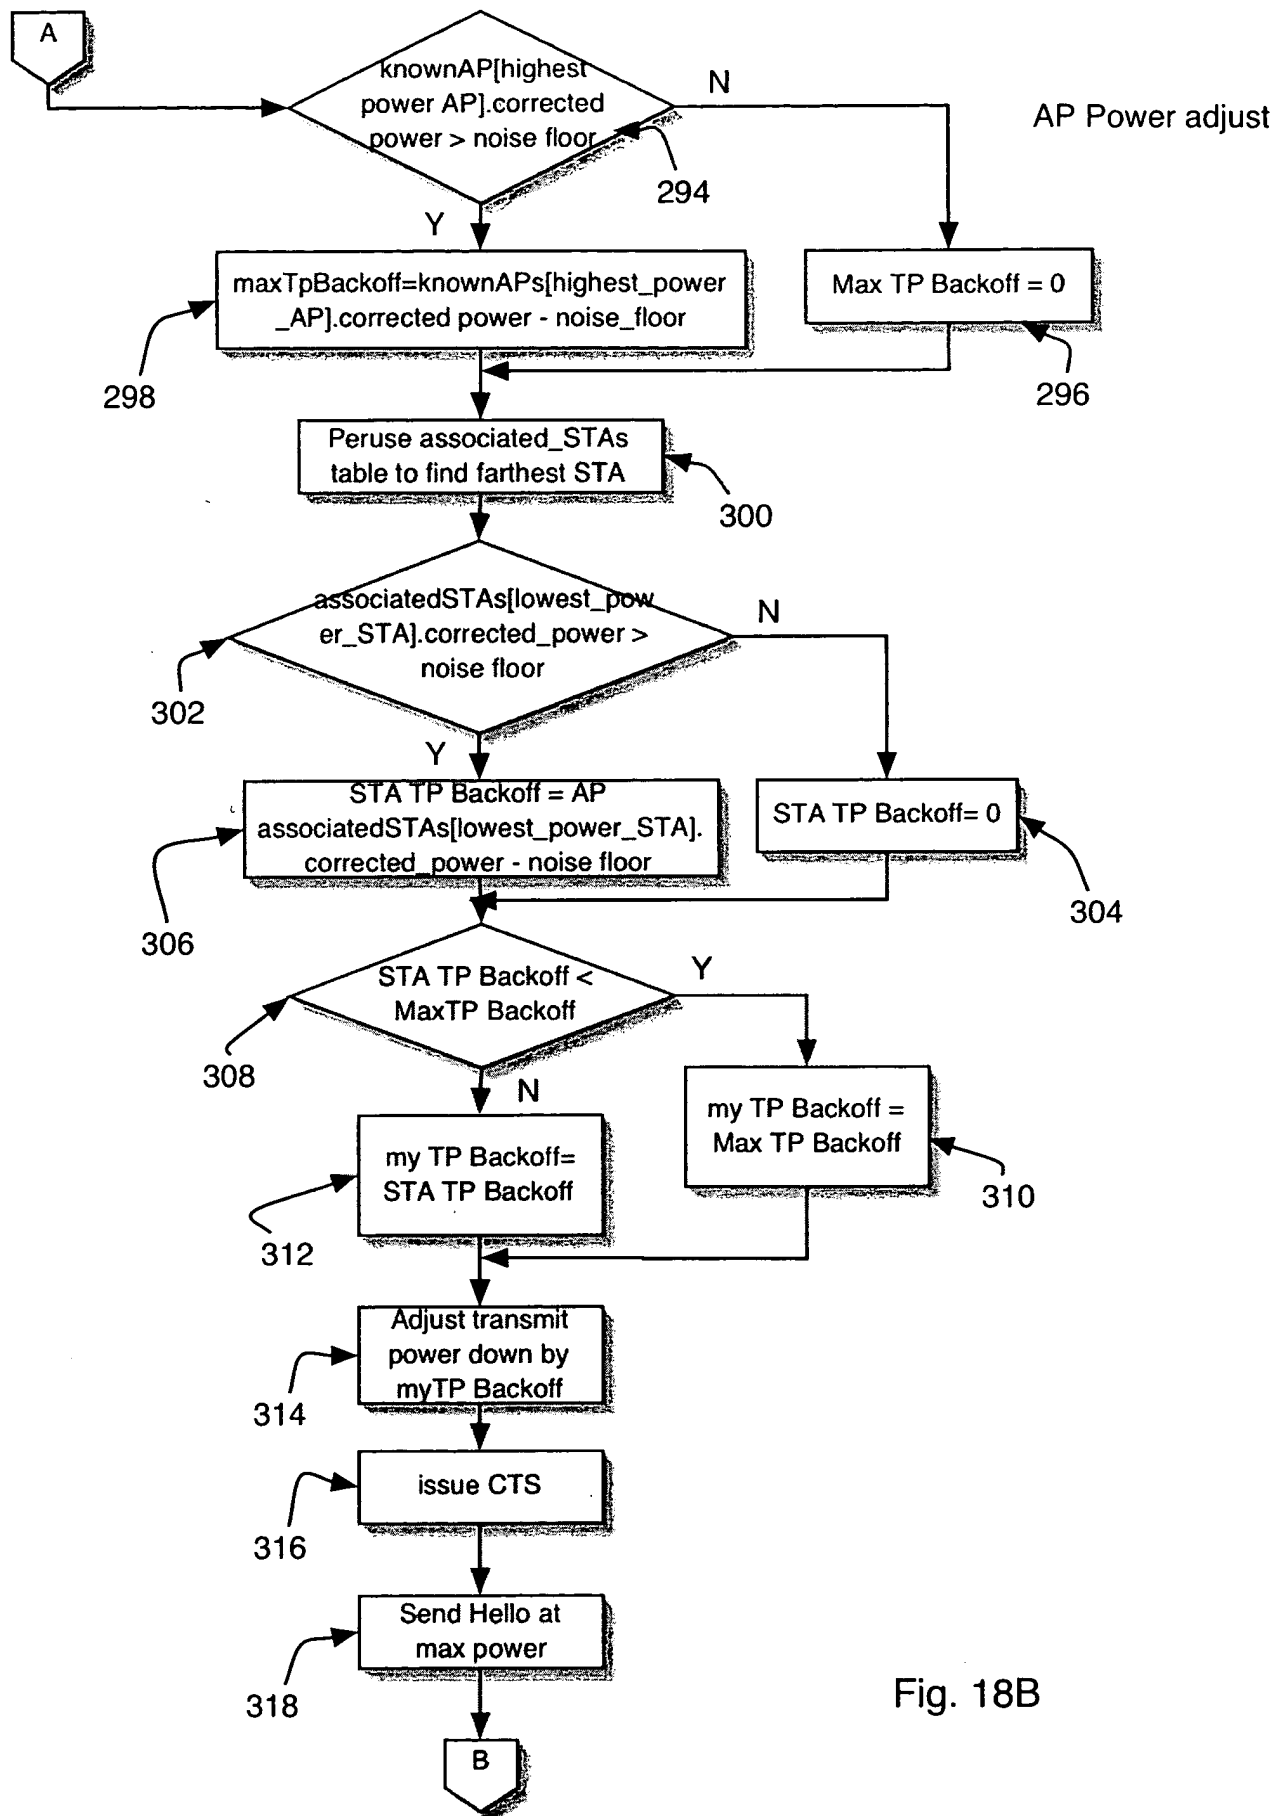 A
knownAP[highest
power AP].corrected
power > noise floor
N
AP Power adjust
294
Y
maxTpBackoff=knownAPs[highest_power
_AP].corrected power - noise_floor
Max TP Backoff = 0
298
296
Peruse associated_STAs
table to find farthest STA
300
associatedSTAs[lowest_pow
er_STA].corrected_power >
noise floor
N
302
Y
STA TP Backoff = AP
associatedSTAs[lowest_power_STA].
corrected_power - noise floor
STA TP Backoff= 0
306
304
STA TP Backoff <
MaxTP Backoff
Y
308
N
my TP Backoff =
Max TP Backoff
my TP Backoff=
STA TP Backoff
310
312
Adjust transmit
power down by
myTP Backoff
314
issue CTS
316
Send Hello at
max power
318
Fig. 18B
B